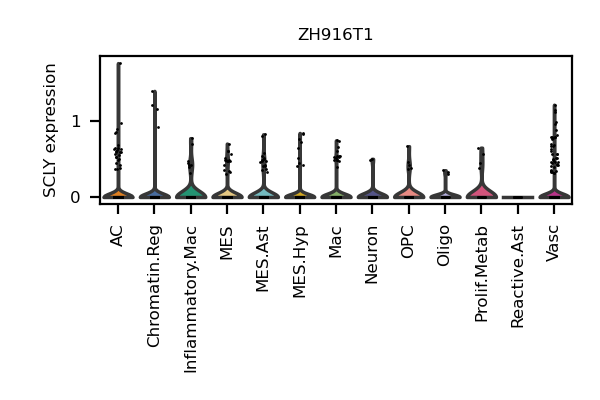 ZH916T1
SCLY expression
1
0
AC
Chromatin.Reg
Inflammatory.Mac
MES
MES.Ast
MES.Hyp
Mac
Neuron
OPC
Oligo
Prolif.Metab
Reactive.Ast
Vasc